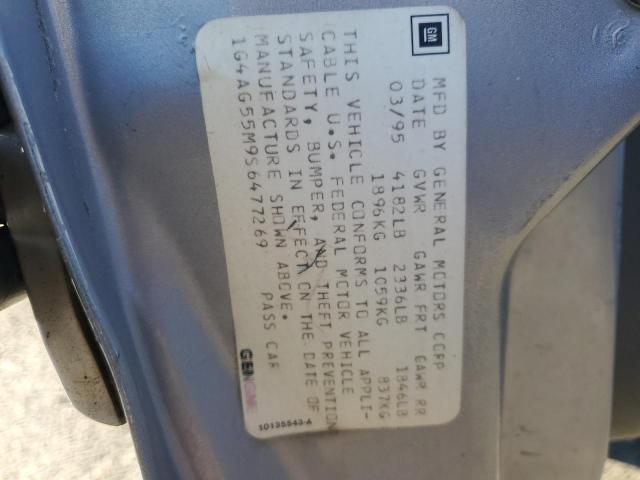 GM
MFD BY GENERAL MOTORS CORP
DATE GVWR GAWR FRT GAWR RR
03/95 4182LB 2336LB 1846LB
1896KG 1059KG 837KG
THIS VEHICLE CONFORMS TO ALL APPLI-
CABLE U.S. FEDERAL MOTOR VEHICLE
SAFETY, BUMPER, AND THEFT PREVENTION
STANDARDS IN EFFECT ON THE DATE OF
MANUFACTURE SHOWN ABOVE.
1G4AG55M9S6477269 PASS CAR
10135543-A